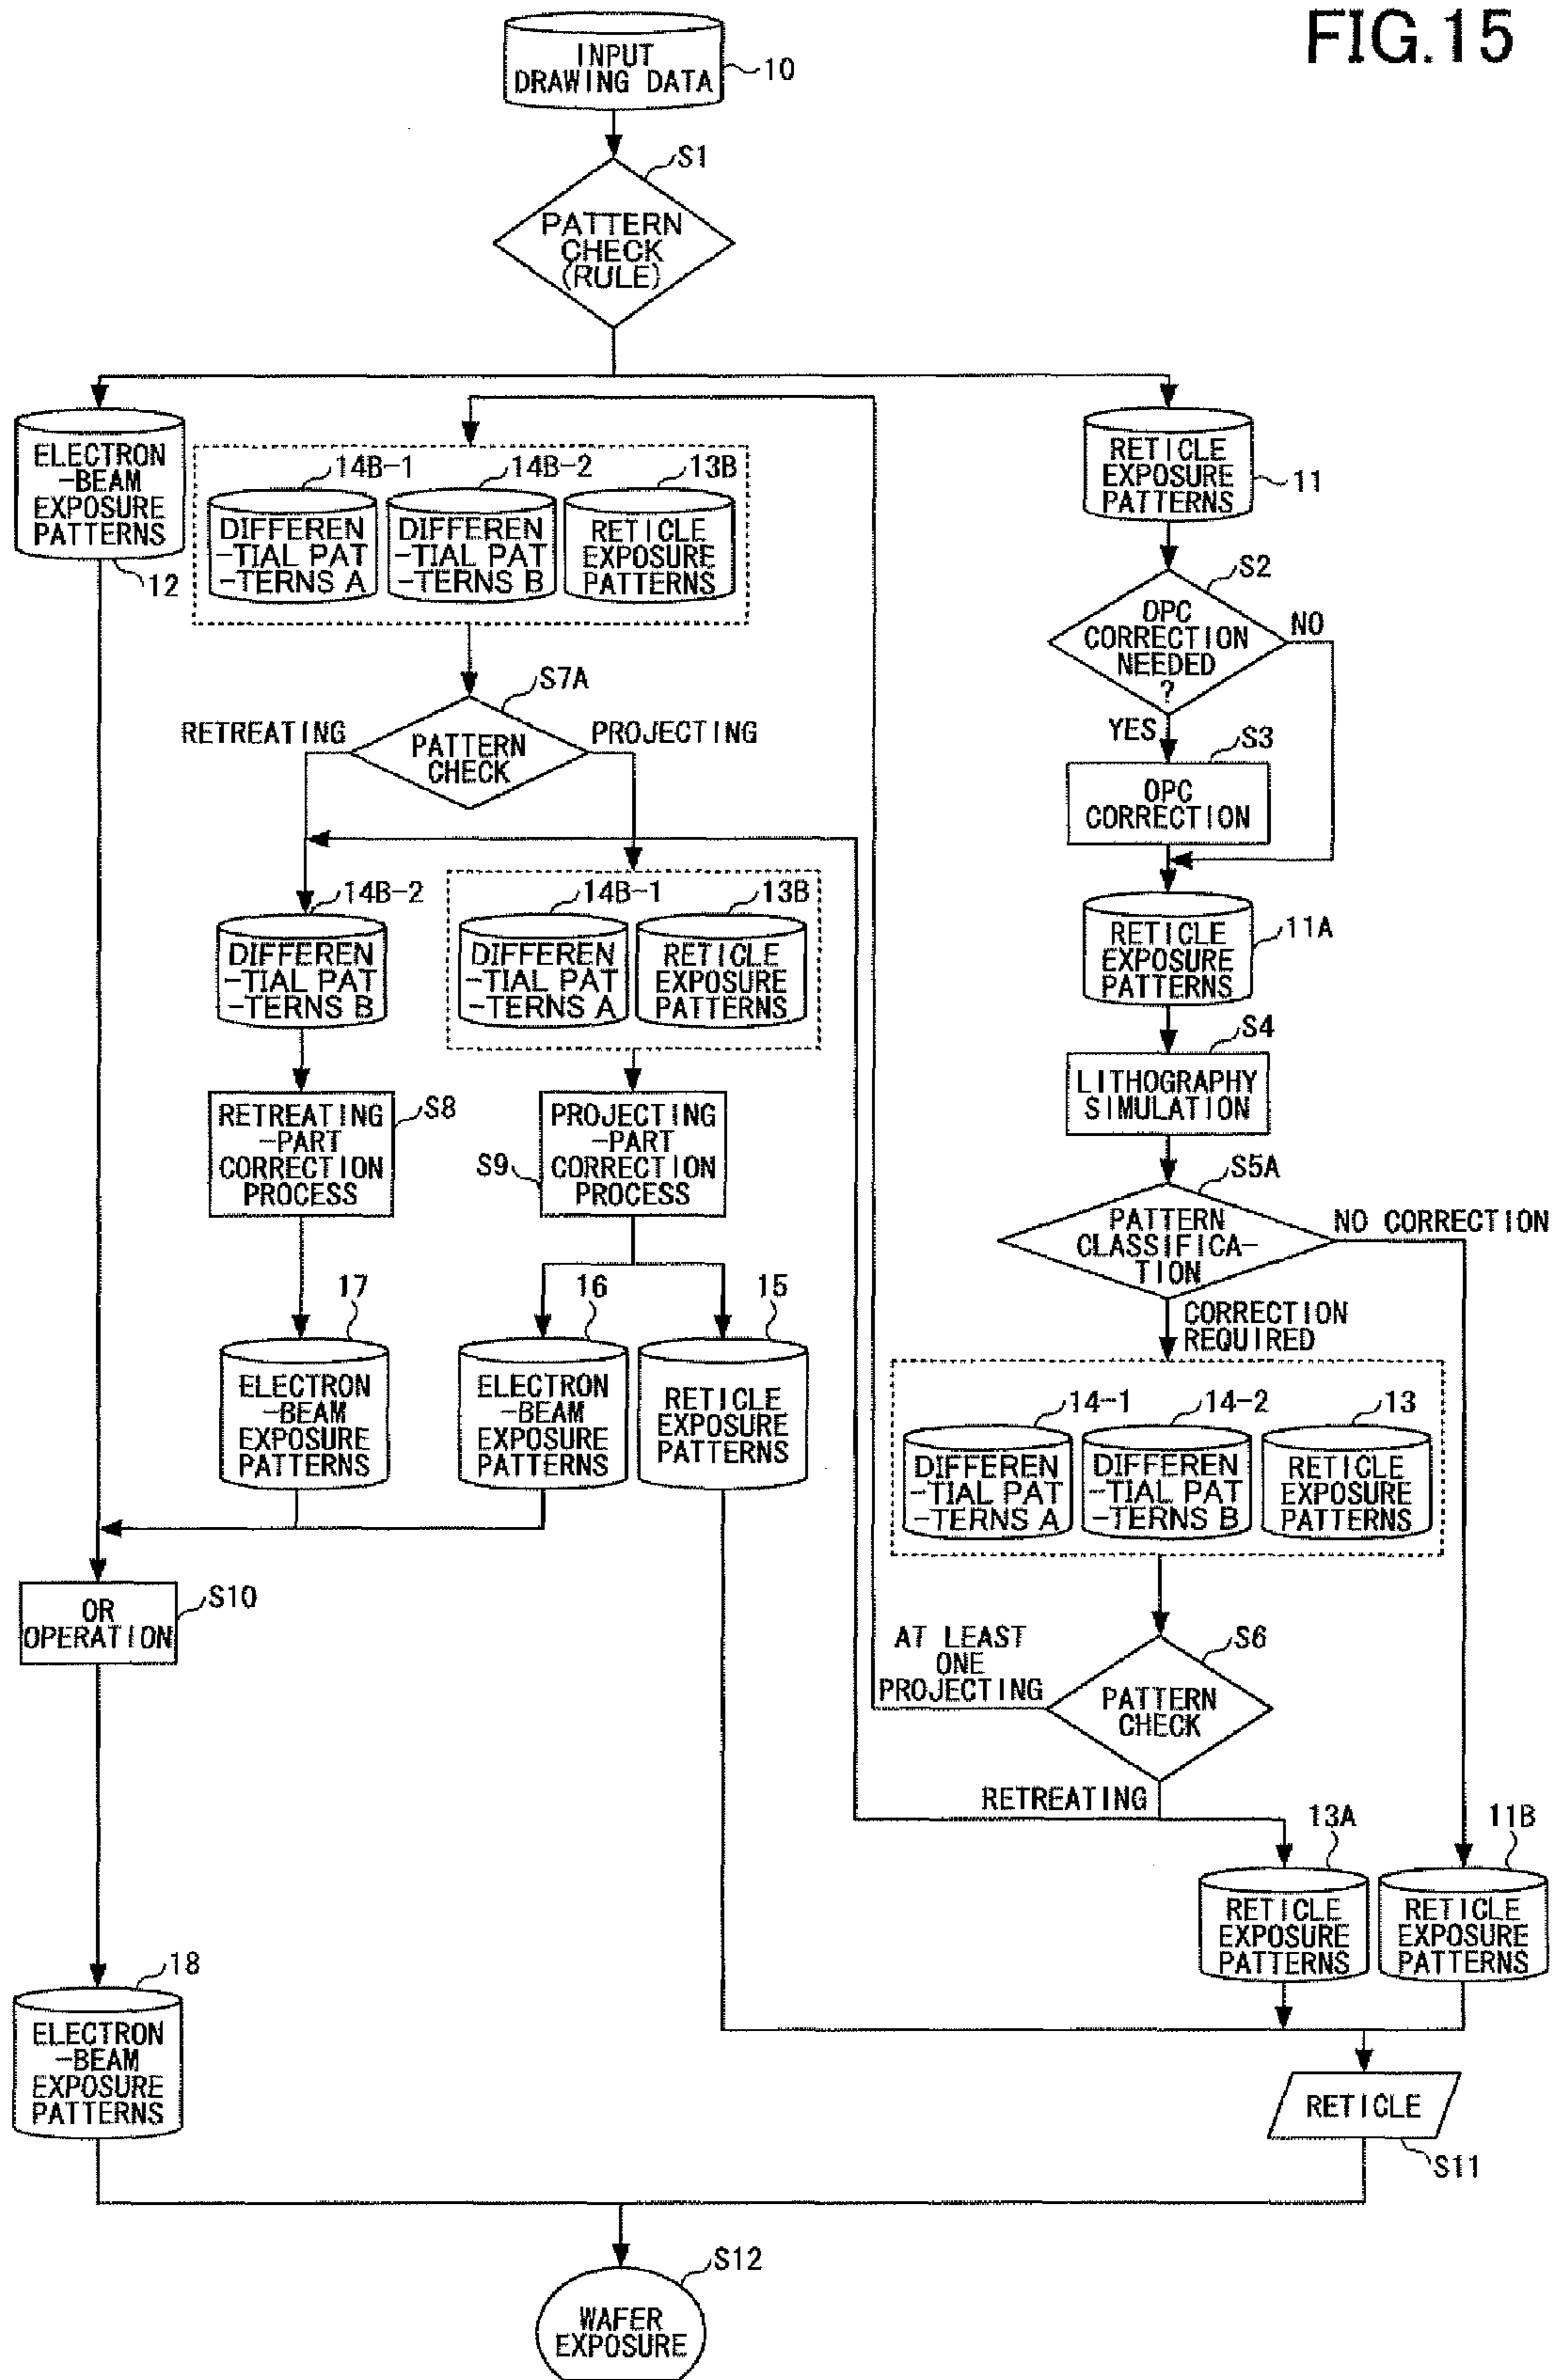 FIG.15
INPUT
DRAWING DATA
10
S1
PATTERN
CHECK
(RULE)
ELECTRON
-BEAM
EXPOSURE
PATTERNS
12
14B-1
DIFFEREN
-TIAL PAT
-TERNS A
14B-2
DIFFEREN
-TIAL PAT
-TERNS B
13B
RETICLE
EXPOSURE
PATTERNS
RETICLE
EXPOSURE
PATTERNS
11
S2
OPC
CORRECTION
NEEDED
?
NO
YES
S7A
RETREATING
PATTERN
CHECK
PROJECTING
S3
OPC
CORRECTION
14B-2
DIFFEREN
-TIAL PAT
-TERNS B
14B-1
DIFFEREN
-TIAL PAT
-TERNS A
13B
RETICLE
EXPOSURE
PATTERNS
11A
RETICLE
EXPOSURE
PATTERNS
S4
LITHOGRAPHY
SIMULATION
RETREATING
-PART
CORRECTION
PROCESS
S8
PROJECTING
-PART
CORRECTION
PROCESS
S9
S5A
PATTERN
CLASSIFICA-
TION
NO CORRECTION
CORRECTION
REQUIRED
17
ELECTRON
-BEAM
EXPOSURE
PATTERNS
16
ELECTRON
-BEAM
EXPOSURE
PATTERNS
15
RETICLE
EXPOSURE
PATTERNS
14-1
DIFFEREN
-TIAL PAT
-TERNS A
14-2
DIFFEREN
-TIAL PAT
-TERNS B
13
RETICLE
EXPOSURE
PATTERNS
OR
OPERATION
S10
AT LEAST
ONE
PROJECTING
S6
PATTERN
CHECK
RETREATING
13A
RETICLE
EXPOSURE
PATTERNS
11B
RETICLE
EXPOSURE
PATTERNS
18
ELECTRON
-BEAM
EXPOSURE
PATTERNS
RETICLE
S11
S12
WAFER
EXPOSURE